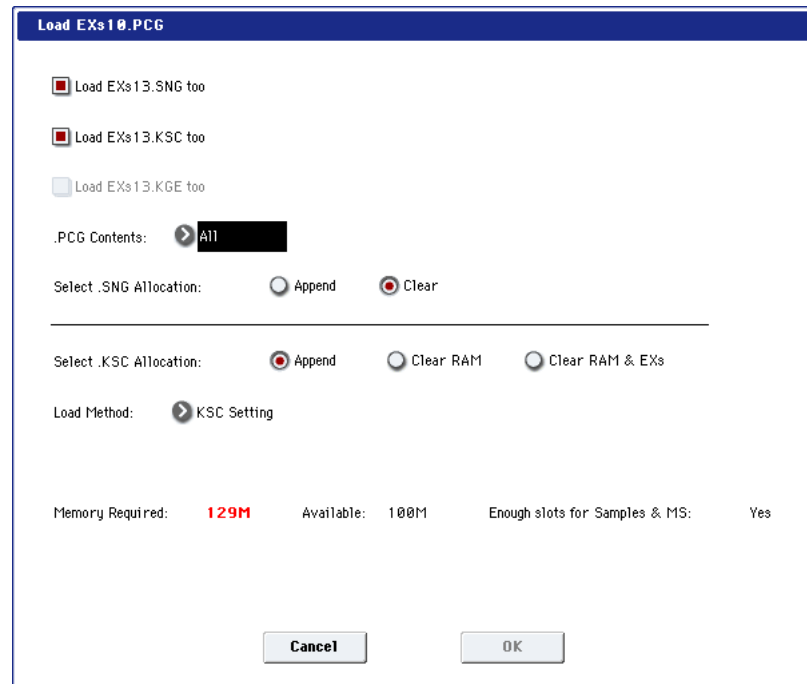 Load EXs10.PCG
Load EXs13.SNG too
Load EXs13.KSC too
Load EXs13.KGE too
.PCG Contents: All
Select .SNG Allocation: Append Clear
Select .KSC Allocation: Append Clear RAM Clear RAM & EXs
Load Method: KSC Setting
Memory Required: 129M Available: 100M Enough slots for Samples & MS: Yes
Cancel OK